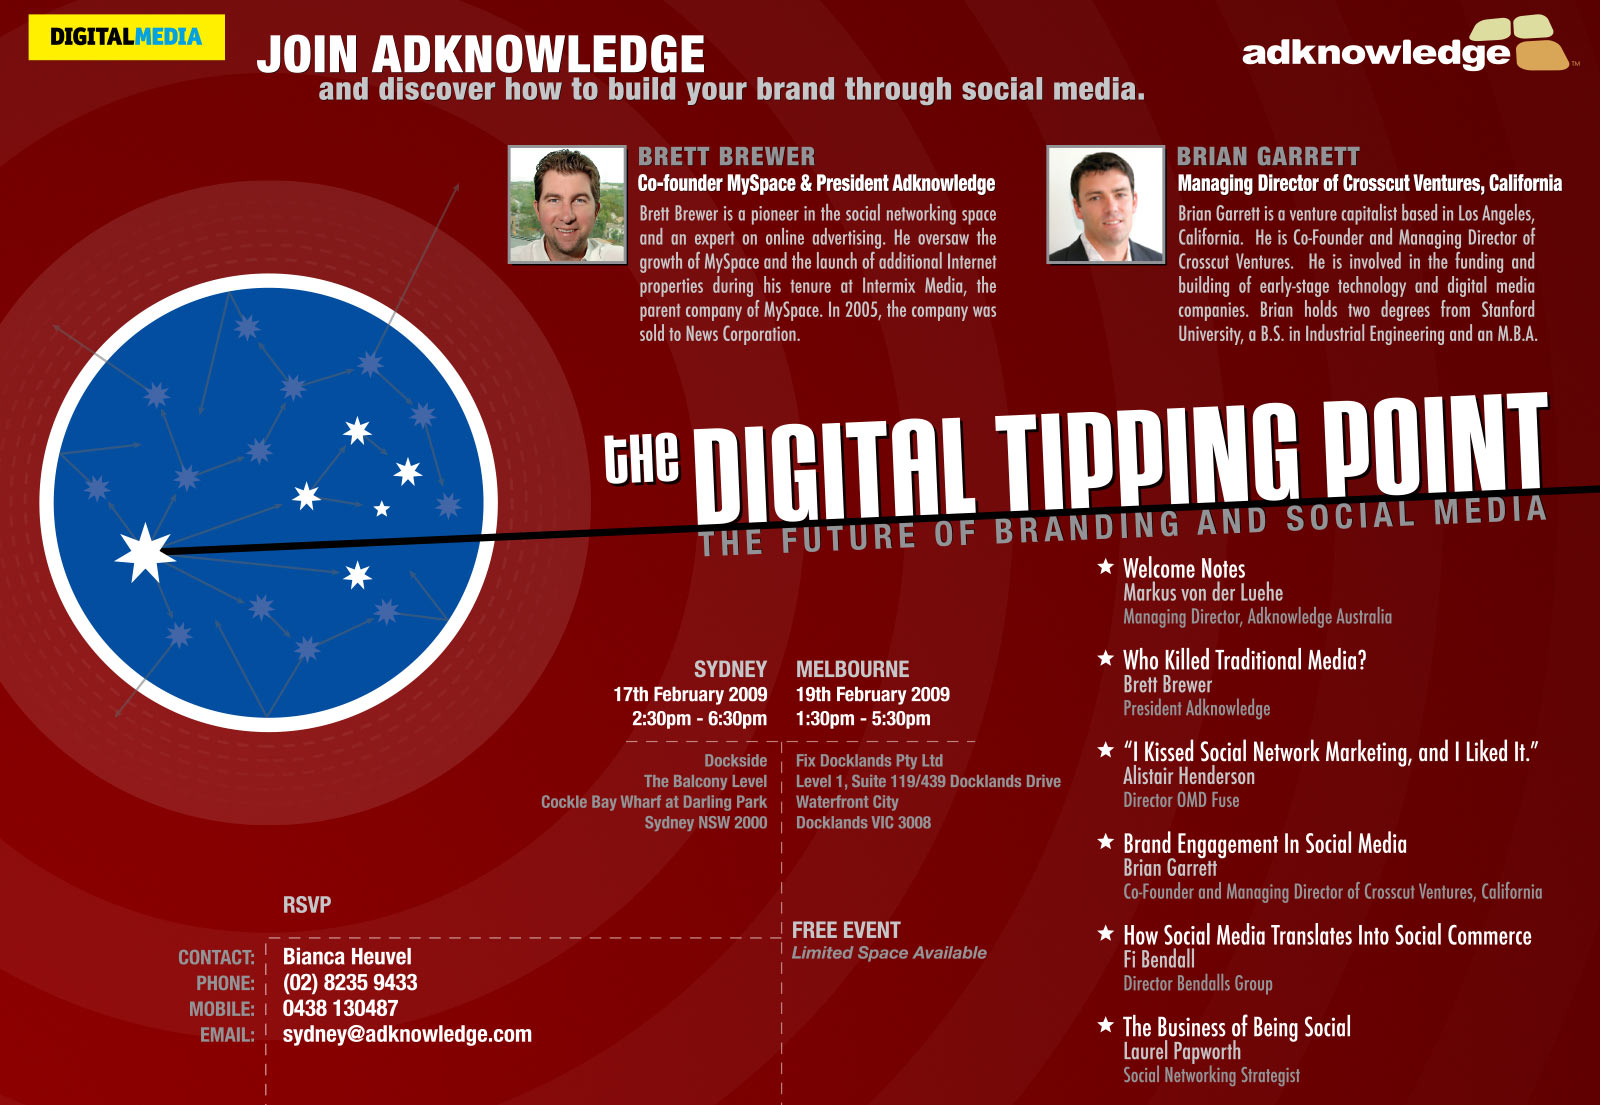 DIGITALMEDIA
JOIN ADKNOWLEDGE
and discover how to build your brand through social media.
adknowledge™
BRETT BREWER
Co-founder MySpace & President Adknowledge
Brett Brewer is a pioneer in the social networking space
and an expert on online advertising. He oversaw the
growth of MySpace and the launch of additional Internet
properties during his tenure at Intermix Media, the
parent company of MySpace. In 2005, the company was
sold to News Corporation.
BRIAN GARRETT
Managing Director of Crosscut Ventures, California
Brian Garrett is a venture capitalist based in Los Angeles,
California. He is Co-Founder and Managing Director of
Crosscut Ventures. He is involved in the funding and
building of early-stage technology and digital media
companies. Brian holds two degrees from Stanford
University, a B.S. in Industrial Engineering and an M.B.A.
THE DIGITAL TIPPING POINT
THE FUTURE OF BRANDING AND SOCIAL MEDIA
SYDNEY
17th February 2009
2:30pm - 6:30pm
Dockside
The Balcony Level
Cockle Bay Wharf at Darling Park
Sydney NSW 2000
MELBOURNE
19th February 2009
1:30pm - 5:30pm
Fix Docklands Pty Ltd
Level 1, Suite 119/439 Docklands Drive
Waterfront City
Docklands VIC 3008
Welcome Notes
Markus von der Luehe
Managing Director, Adknowledge Australia
Who Killed Traditional Media?
Brett Brewer
President Adknowledge
“I Kissed Social Network Marketing, and I Liked It.”
Alistair Henderson
Director OMD Fuse
Brand Engagement In Social Media
Brian Garrett
Co-Founder and Managing Director of Crosscut Ventures, California
How Social Media Translates Into Social Commerce
Fi Bendall
Director Bendalls Group
The Business of Being Social
Laurel Papworth
Social Networking Strategist
RSVP
CONTACT: Bianca Heuvel
PHONE: (02) 8235 9433
MOBILE: 0438 130487
EMAIL: sydney@adknowledge.com
FREE EVENT
Limited Space Available